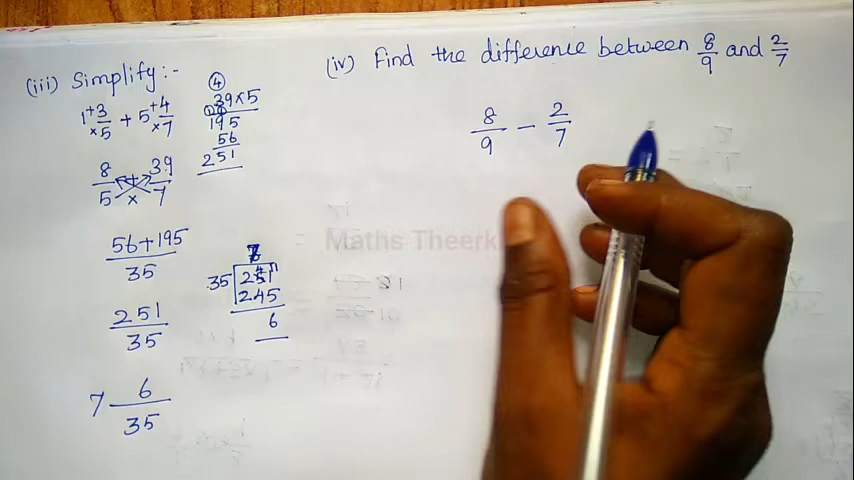 (iii) Simplify :-
1 3/5 + 5 4/7
8/5 + 39/7
56+195/35
251/35
7 6/35
4
39×5
195
56
251
7
35 251
245
6
(iv) Find the difference between 8/9 and 2/7
8/9 - 2/7
Maths Theerk